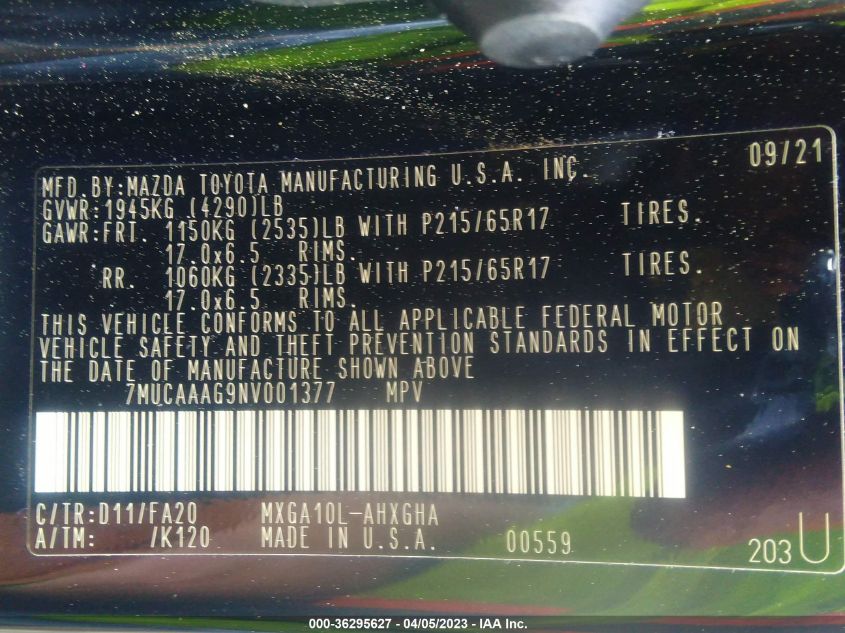 09/21
MFD.BY:MAZDA TOYOTA MANUFACTURING U.S.A. INC.
GVWR:1945KG (4290)LB
GAWR:FRT. 1150KG (2535)LB WITH P215/65R17 TIRES.
17.0x6.5 RIMS.
RR. 1060KG (2335)LB WITH P215/65R17 TIRES.
17.0x6.5 RIMS.
THIS VEHICLE CONFORMS TO ALL APPLICABLE FEDERAL MOTOR
VEHICLE SAFETY AND THEFT PREVENTION STANDARDS IN EFFECT ON
THE DATE OF MANUFACTURE SHOWN ABOVE
7MUCAAAG9NV001377 MPV
C/TR:D11/FA20 MXGA10L-AHXGHA
A/TM: /K120 MADE IN U.S.A. 00559 203U
000-36295627 - 04/05/2023 - IAA Inc.